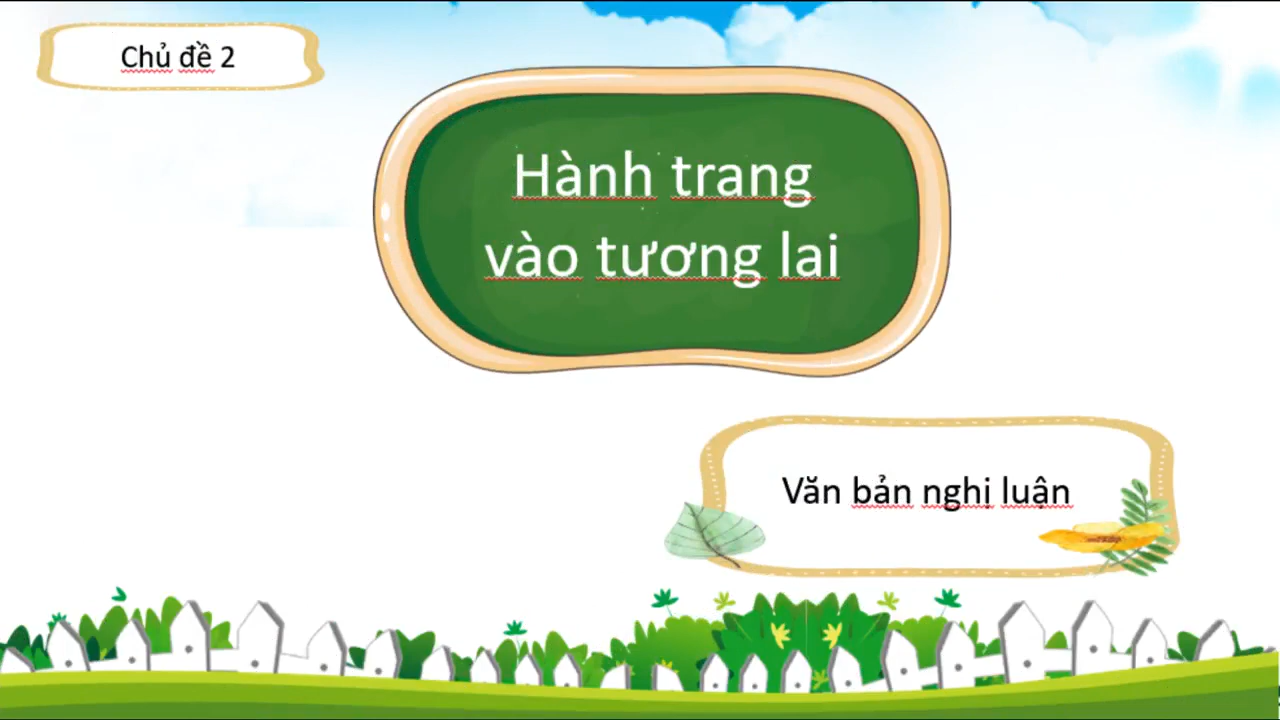 Chủ đề 2
Hành trang
vào tương lai
Văn bản nghị luận